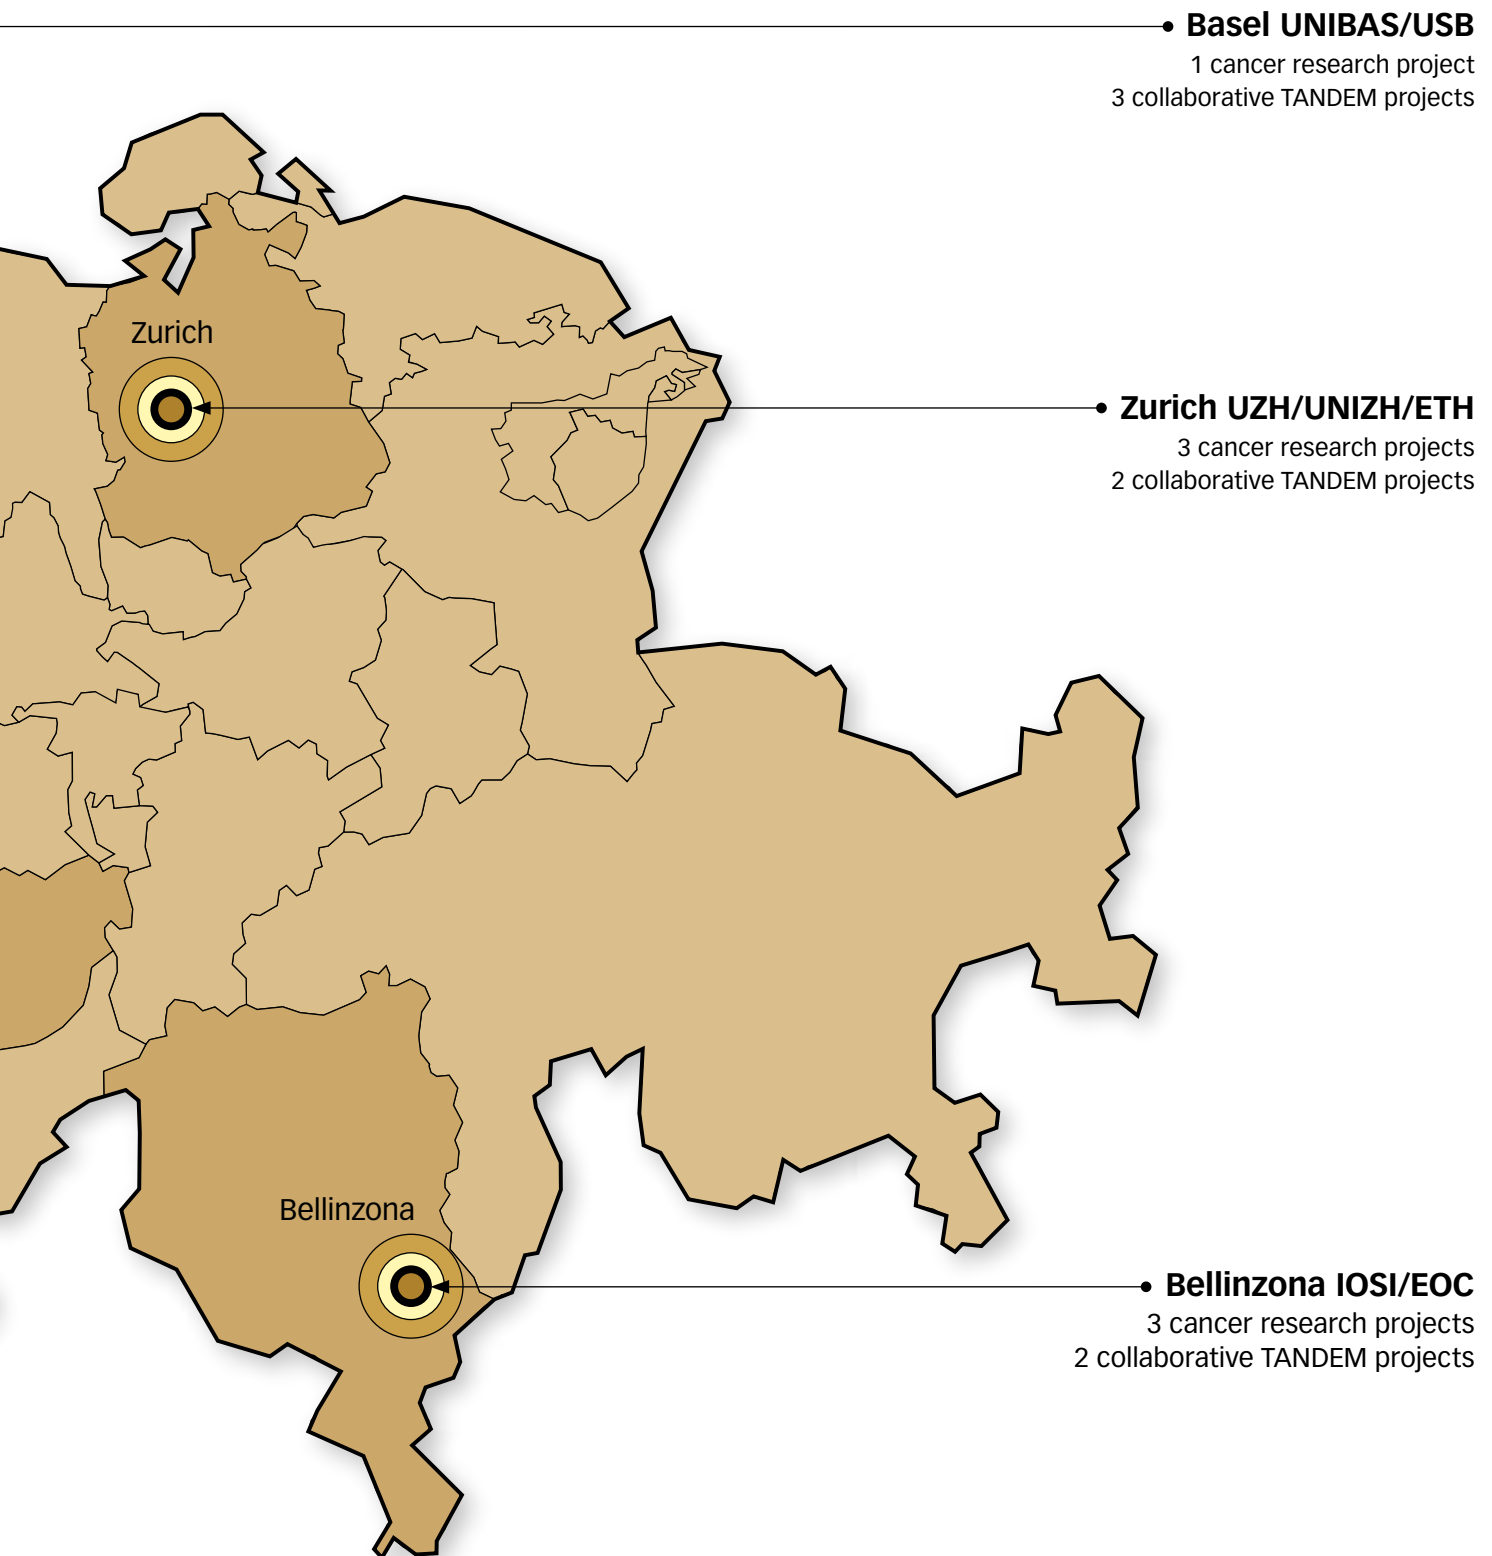 Basel UNIBAS/USB
1 cancer research project
3 collaborative TANDEM projects
Zurich
Zurich UZH/UNIZH/ETH
3 cancer research projects
2 collaborative TANDEM projects
Bellinzona
Bellinzona IOSI/EOC
3 cancer research projects
2 collaborative TANDEM projects